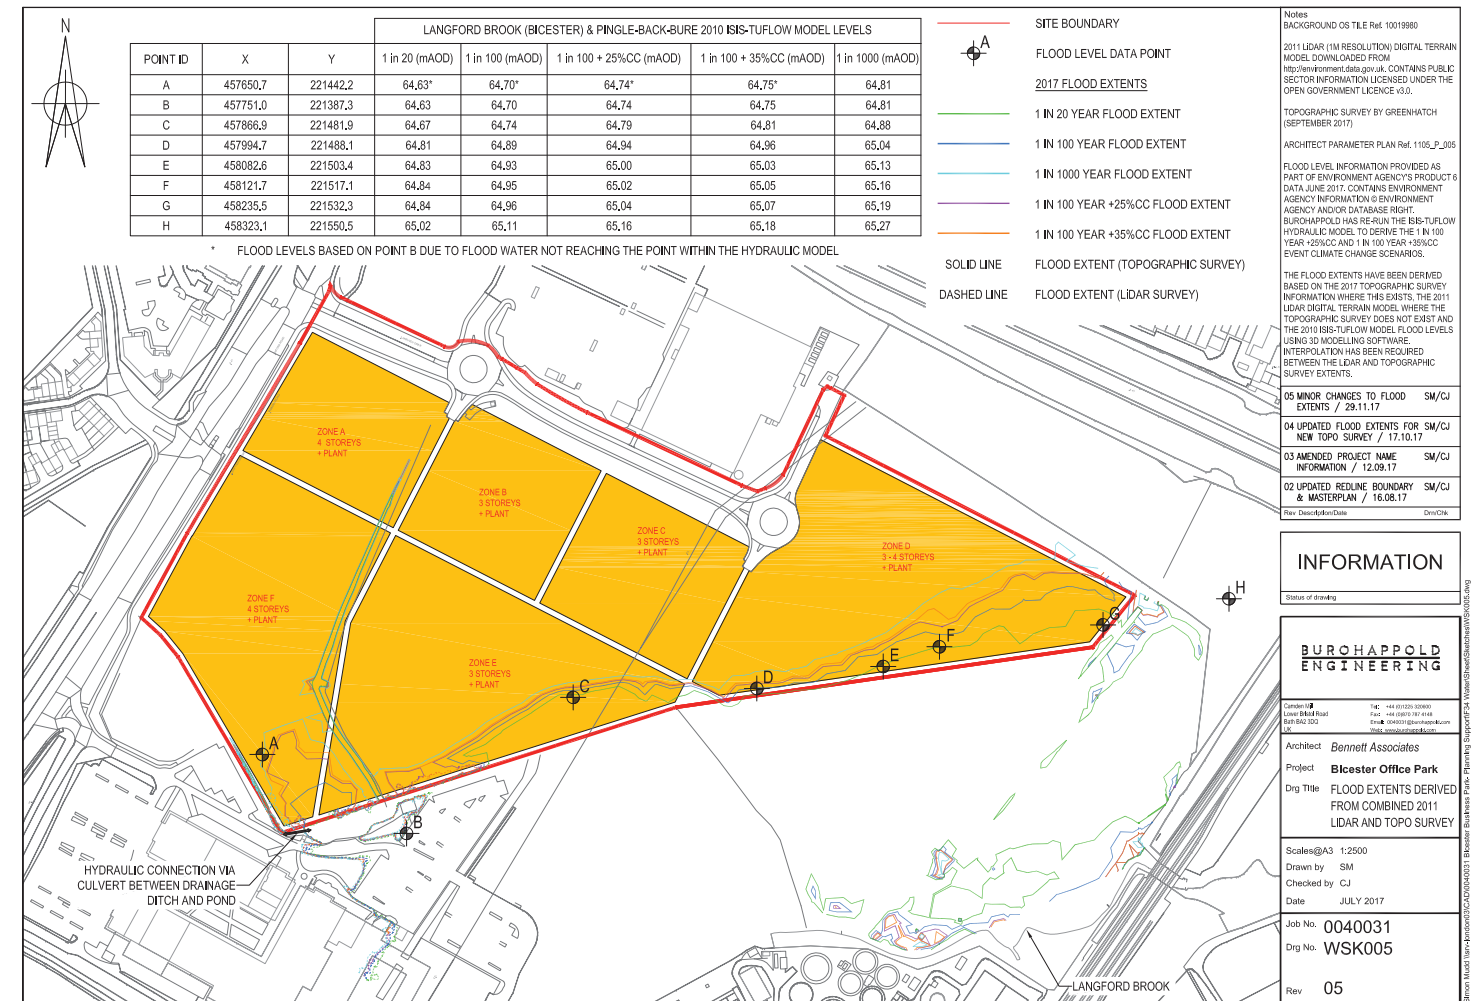 N
LANGFORD BROOK (BICESTER) & PINGLE-BACK-BURE 2010 ISIS-TUFLOW MODEL LEVELS
POINT ID X Y 1 in 20 (mAOD) 1 in 100 (mAOD) 1 in 100 + 25%CC (mAOD) 1 in 100 + 35%CC (mAOD) 1 in 1000 (mAOD)
A 457650.7 221442.2 64.63* 64.70* 64.74* 64.75* 64.81
B 457751.0 221387.3 64.63 64.70 64.74 64.75 64.81
C 457866.9 221481.9 64.67 64.74 64.79 64.81 64.88
D 457994.7 221488.1 64.81 64.89 64.94 64.96 65.04
E 458082.6 221503.4 64.83 64.93 65.00 65.03 65.13
F 458121.7 221517.1 64.84 64.95 65.02 65.05 65.16
G 458235.5 221532.3 64.84 64.96 65.04 65.07 65.19
H 458323.1 221550.5 65.02 65.11 65.16 65.18 65.27
* FLOOD LEVELS BASED ON POINT B DUE TO FLOOD WATER NOT REACHING THE POINT WITHIN THE HYDRAULIC MODEL
SITE BOUNDARY
A
FLOOD LEVEL DATA POINT
2017 FLOOD EXTENTS
1 IN 20 YEAR FLOOD EXTENT
1 IN 100 YEAR FLOOD EXTENT
1 IN 1000 YEAR FLOOD EXTENT
1 IN 100 YEAR +25%CC FLOOD EXTENT
1 IN 100 YEAR +35%CC FLOOD EXTENT
SOLID LINE FLOOD EXTENT (TOPOGRAPHIC SURVEY)
DASHED LINE FLOOD EXTENT (LiDAR SURVEY)
ZONE A
4 STOREYS
+ PLANT
ZONE B
3 STOREYS
+ PLANT
ZONE C
3 STOREYS
+ PLANT
ZONE D
3 - 4 STOREYS
+ PLANT
ZONE F
4 STOREYS
+ PLANT
ZONE E
3 STOREYS
+ PLANT
A
B
C
D
E
F
G
H
HYDRAULIC CONNECTION VIA
CULVERT BETWEEN DRAINAGE
DITCH AND POND
LANGFORD BROOK
Notes
BACKGROUND OS TILE Ref. 10019980
2011 LiDAR (1M RESOLUTION) DIGITAL TERRAIN
MODEL DOWNLOADED FROM
http://environment.data.gov.uk. CONTAINS PUBLIC
SECTOR INFORMATION LICENSED UNDER THE
OPEN GOVERNMENT LICENCE v3.0.
TOPOGRAPHIC SURVEY BY GREENHATCH
(SEPTEMBER 2017)
ARCHITECT PARAMETER PLAN Ref. 1105_P_005
FLOOD LEVEL INFORMATION PROVIDED AS
PART OF ENVIRONMENT AGENCY'S PRODUCT 6
DATA JUNE 2017. CONTAINS ENVIRONMENT
AGENCY INFORMATION © ENVIRONMENT
AGENCY AND/OR DATABASE RIGHT.
BUROHAPPOLD HAS RE-RUN THE ISIS-TUFLOW
HYDRAULIC MODEL TO DERIVE THE 1 IN 100
YEAR +25%CC AND 1 IN 100 YEAR +35%CC
EVENT CLIMATE CHANGE SCENARIOS.
THE FLOOD EXTENTS HAVE BEEN DERIVED
BASED ON THE 2017 TOPOGRAPHIC SURVEY
INFORMATION WHERE THIS EXISTS, THE 2011
LiDAR DIGITAL TERRAIN MODEL WHERE THE
TOPOGRAPHIC SURVEY DOES NOT EXIST AND
THE 2010 ISIS-TUFLOW MODEL FLOOD LEVELS
USING 3D MODELLING SOFTWARE.
INTERPOLATION HAS BEEN REQUIRED
BETWEEN THE LiDAR AND TOPOGRAPHIC
SURVEY EXTENTS.
05 MINOR CHANGES TO FLOOD SM/CJ
EXTENTS / 29.11.17
04 UPDATED FLOOD EXTENTS FOR SM/CJ
NEW TOPO SURVEY / 17.10.17
03 AMENDED PROJECT NAME SM/CJ
INFORMATION / 12.09.17
02 UPDATED REDLINE BOUNDARY SM/CJ
& MASTERPLAN / 16.08.17
Rev Description/Date Drn/Chk
INFORMATION
Status of drawing
BUROHAPPOLD
ENGINEERING
Camden Mill
Lower Bristol Road
Bath BA2 3DQ
UK
Tel: +44 (0)1225 320600
Fax: +44 (0)870 787 4148
Architect Bennett Associates
Project Bicester Office Park
Drg Title FLOOD EXTENTS DERIVED
FROM COMBINED 2011
LIDAR AND TOPO SURVEY
Scales@A3 1:2500
Drawn by SM
Checked by CJ
Date JULY 2017
Job No. 0040031
Drg No. WSK005
Rev 05